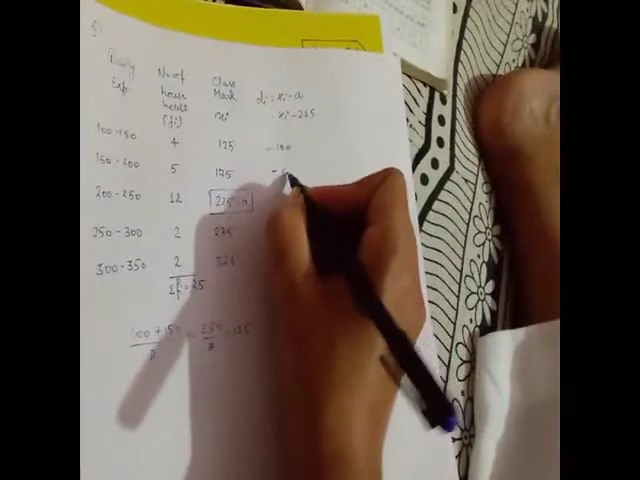 Daily No. of Class di = xi - a
Exp. house Mark = xi - 225
holds xi
(fi)
100-150 4 125 -100
150-200 5 175 -
200-250 12 225 a
250-300 2 275
300-350 2 325
Σfi = 25
100 + 150 = 250 = 125
2 2